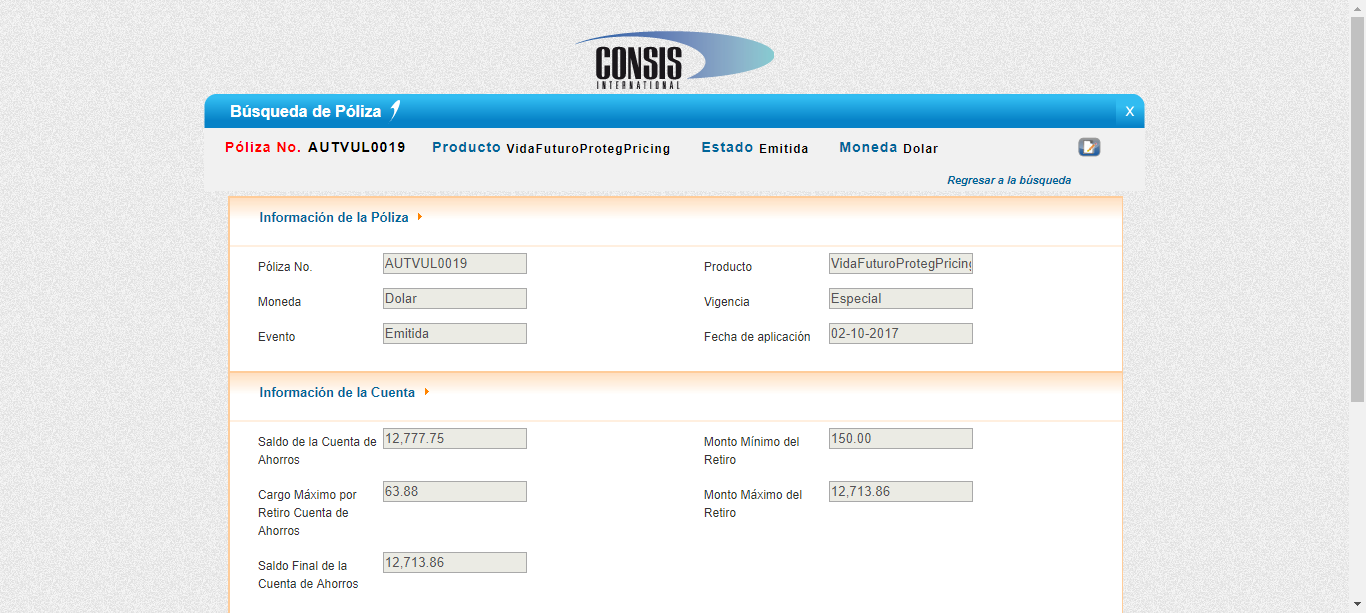 CONSIS
INTERNATIONAL
Búsqueda de Póliza
X
Póliza No. AUTVUL0019 Producto VidaFuturoProtegPricing Estado Emitida Moneda Dolar
Regresar a la búsqueda
Información de la Póliza
Póliza No. AUTVUL0019 Producto VidaFuturoProtegPricing
Moneda Dolar Vigencia Especial
Evento Emitida Fecha de aplicación 02-10-2017
Información de la Cuenta
Saldo de la Cuenta de Ahorros 12,777.75 Monto Mínimo del Retiro 150.00
Cargo Máximo por Retiro Cuenta de Ahorros 63.88 Monto Máximo del Retiro 12,713.86
Saldo Final de la Cuenta de Ahorros 12,713.86